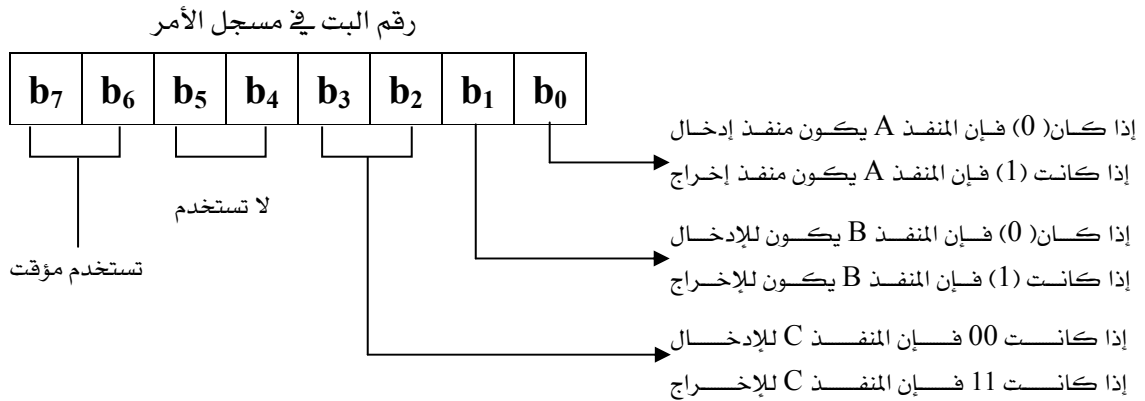 رقم البت في مسجل الأمر
b7 b6 b5 b4 b3 b2 b1 b0
إذا كان( 0) فإن المنفذ A يكون منفذ إدخال
إذا كانت (1) فإن المنفذ A يكون منفذ إخراج
لا تستخدم
إذا كان( 0) فإن المنفذ B يكون للإدخال
تستخدم مؤقت
إذا كانت (1) فإن المنفذ B يكون للإخراج
إذا كانت 00 فإن المنفذ C للإدخال
إذا كانت 11 فإن المنفذ C للإخراج